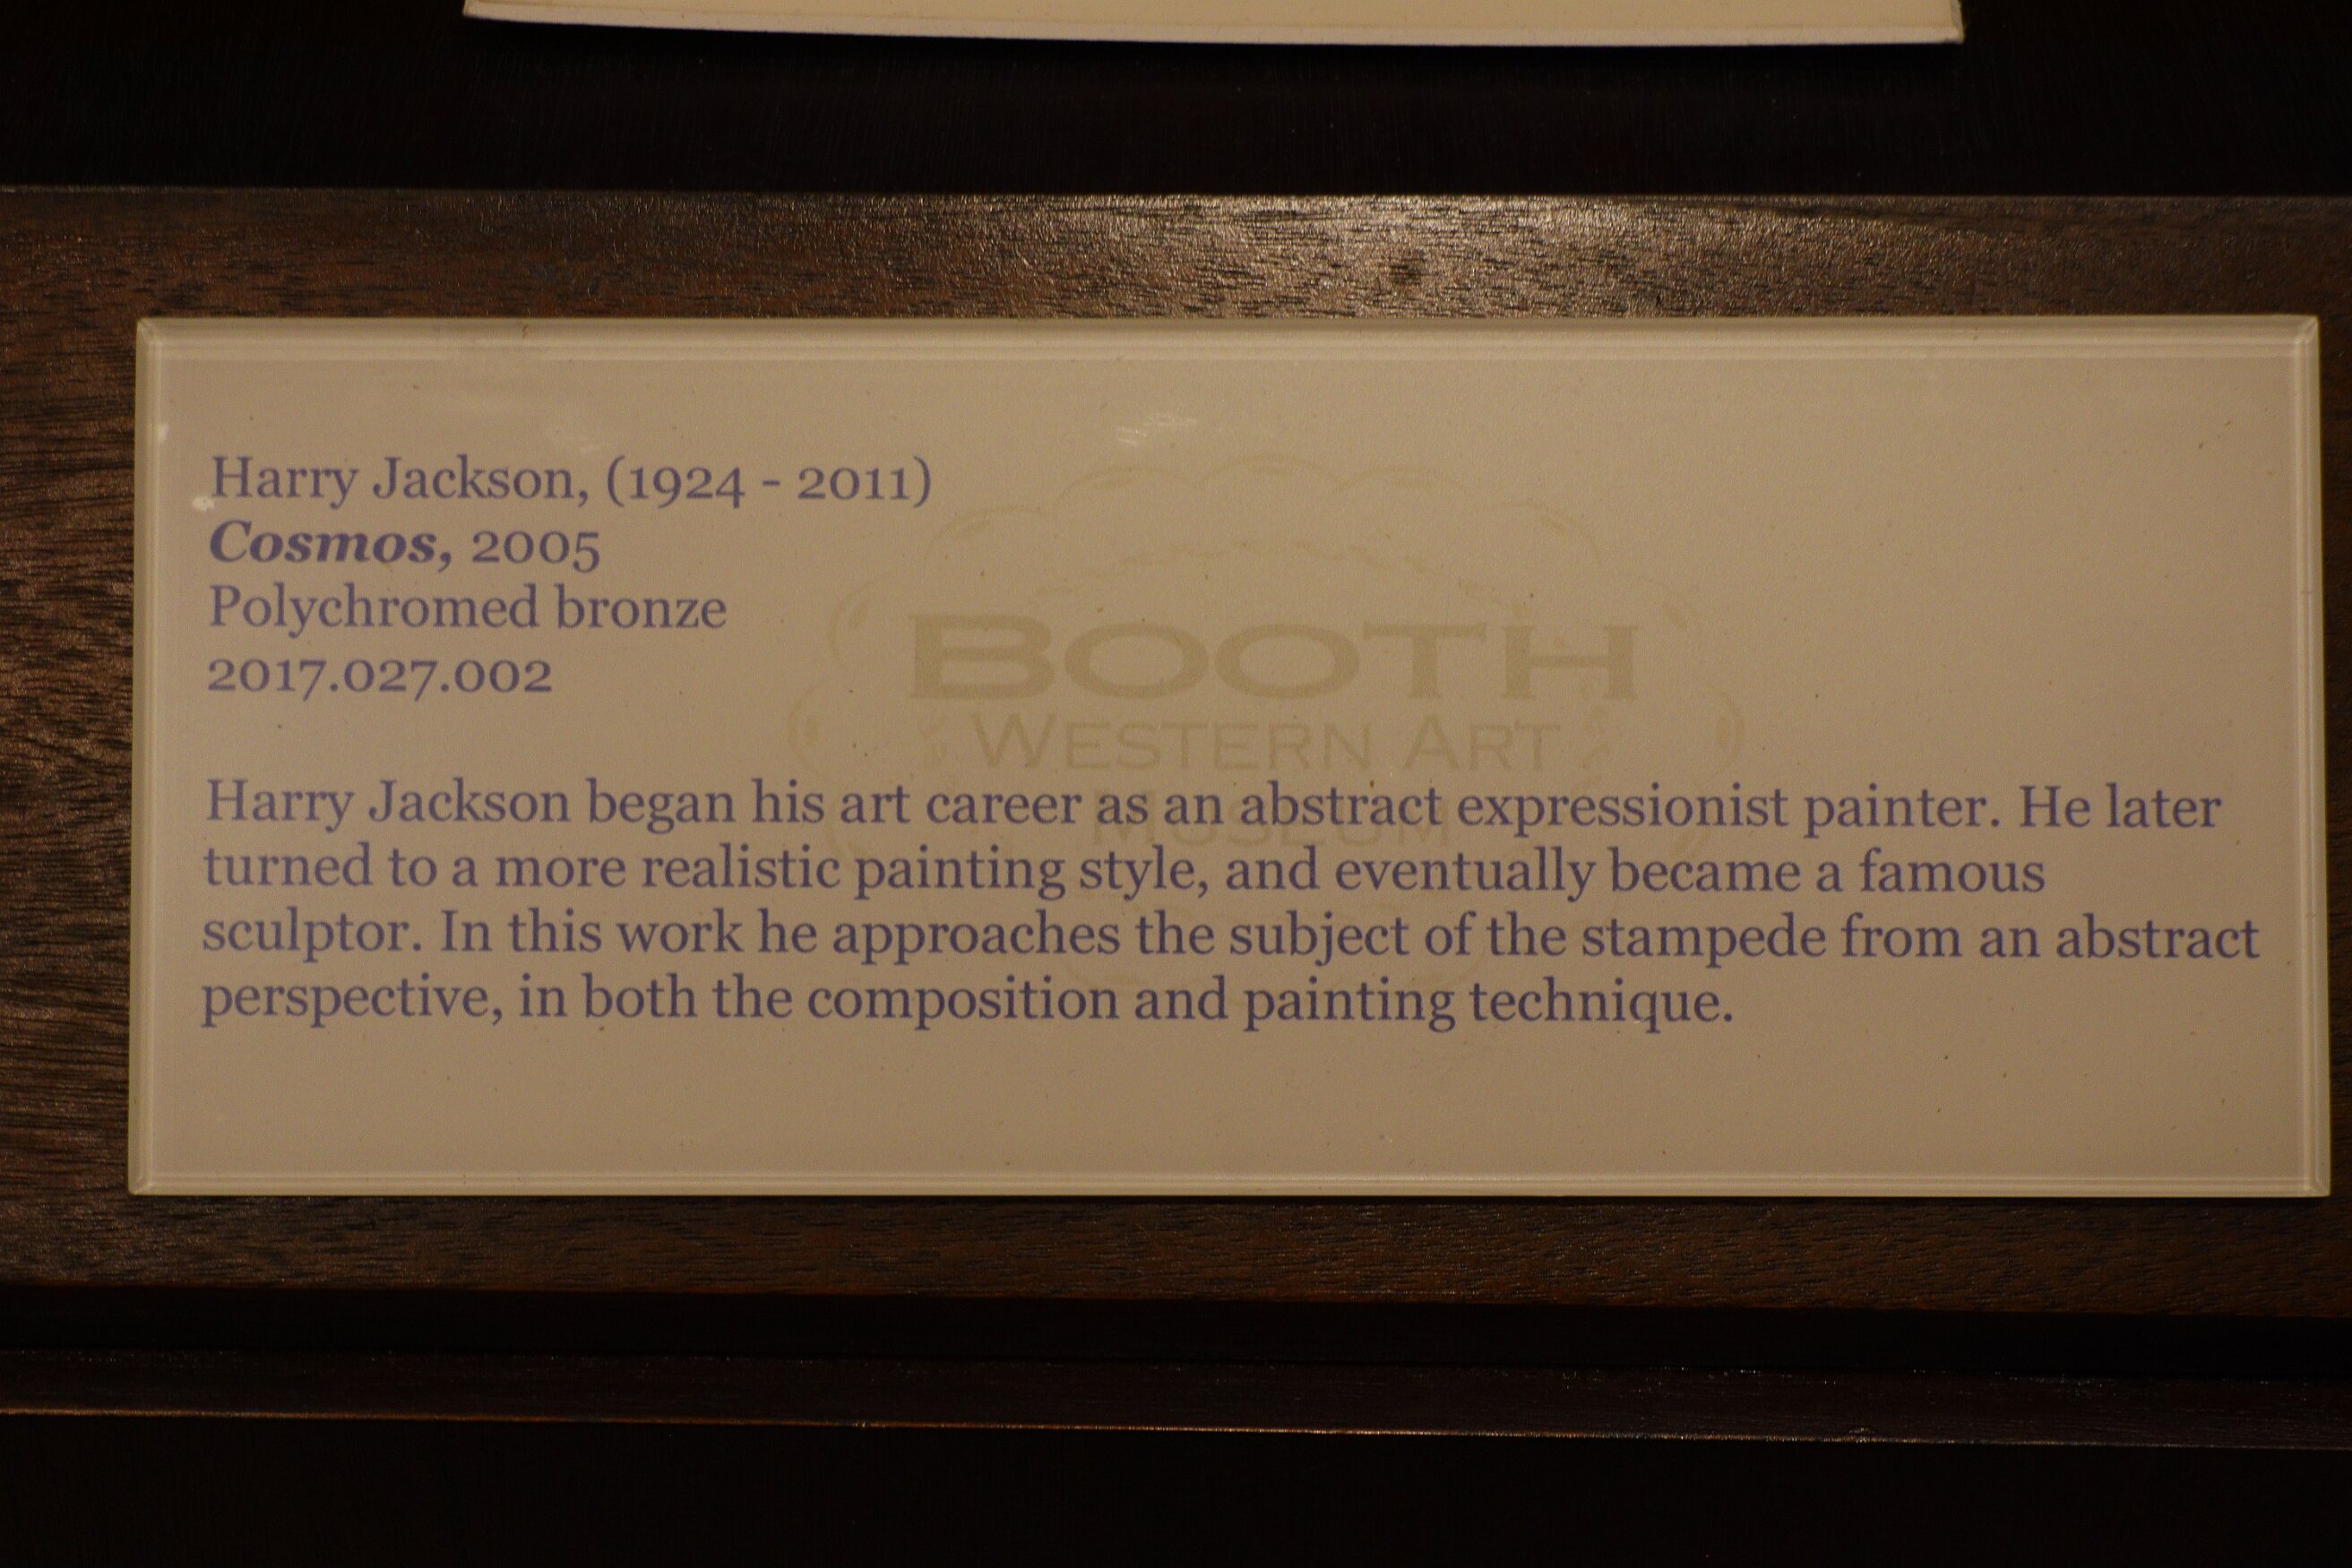 Harry Jackson, (1924 - 2011)
Cosmos, 2005
Polychromed bronze
2017.027.002
BOOTH
WESTERN ART
MUSEUM
Harry Jackson began his art career as an abstract expressionist painter. He later
turned to a more realistic painting style, and eventually became a famous
sculptor. In this work he approaches the subject of the stampede from an abstract
perspective, in both the composition and painting technique.